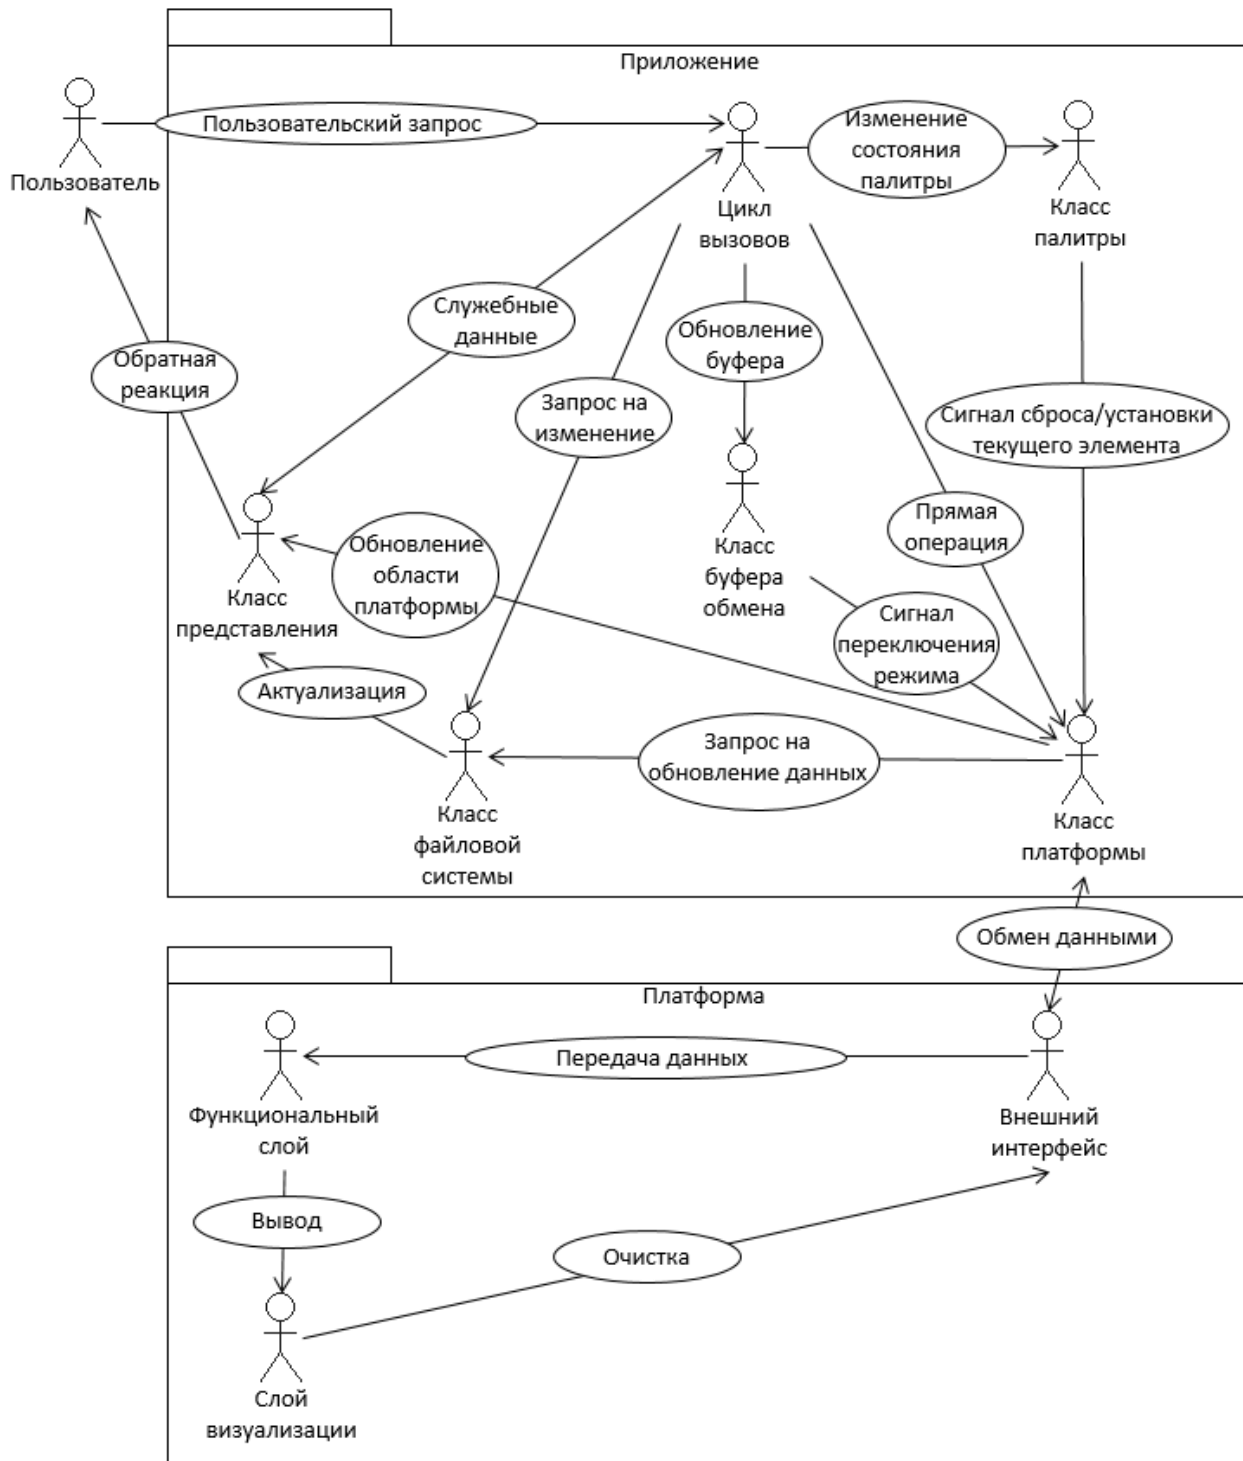 Приложение
Пользовательский запрос
Изменение
состояния
палитры
Пользователь
Цикл
вызовов
Класс
палитры
Служебные
данные
Обновление
буфера
Обратная
реакция
Запрос на
изменение
Сигнал сброса/установки
текущего элемента
Прямая
операция
Обновление
области
платформы
Класс
буфера
обмена
Класс
представления
Сигнал
переключения
режима
Актуализация
Запрос на
обновление данных
Класс
файловой
системы
Класс
платформы
Обмен данными
Платформа
Передача данных
Функциональный
слой
Внешний
интерфейс
Вывод
Очистка
Слой
визуализации